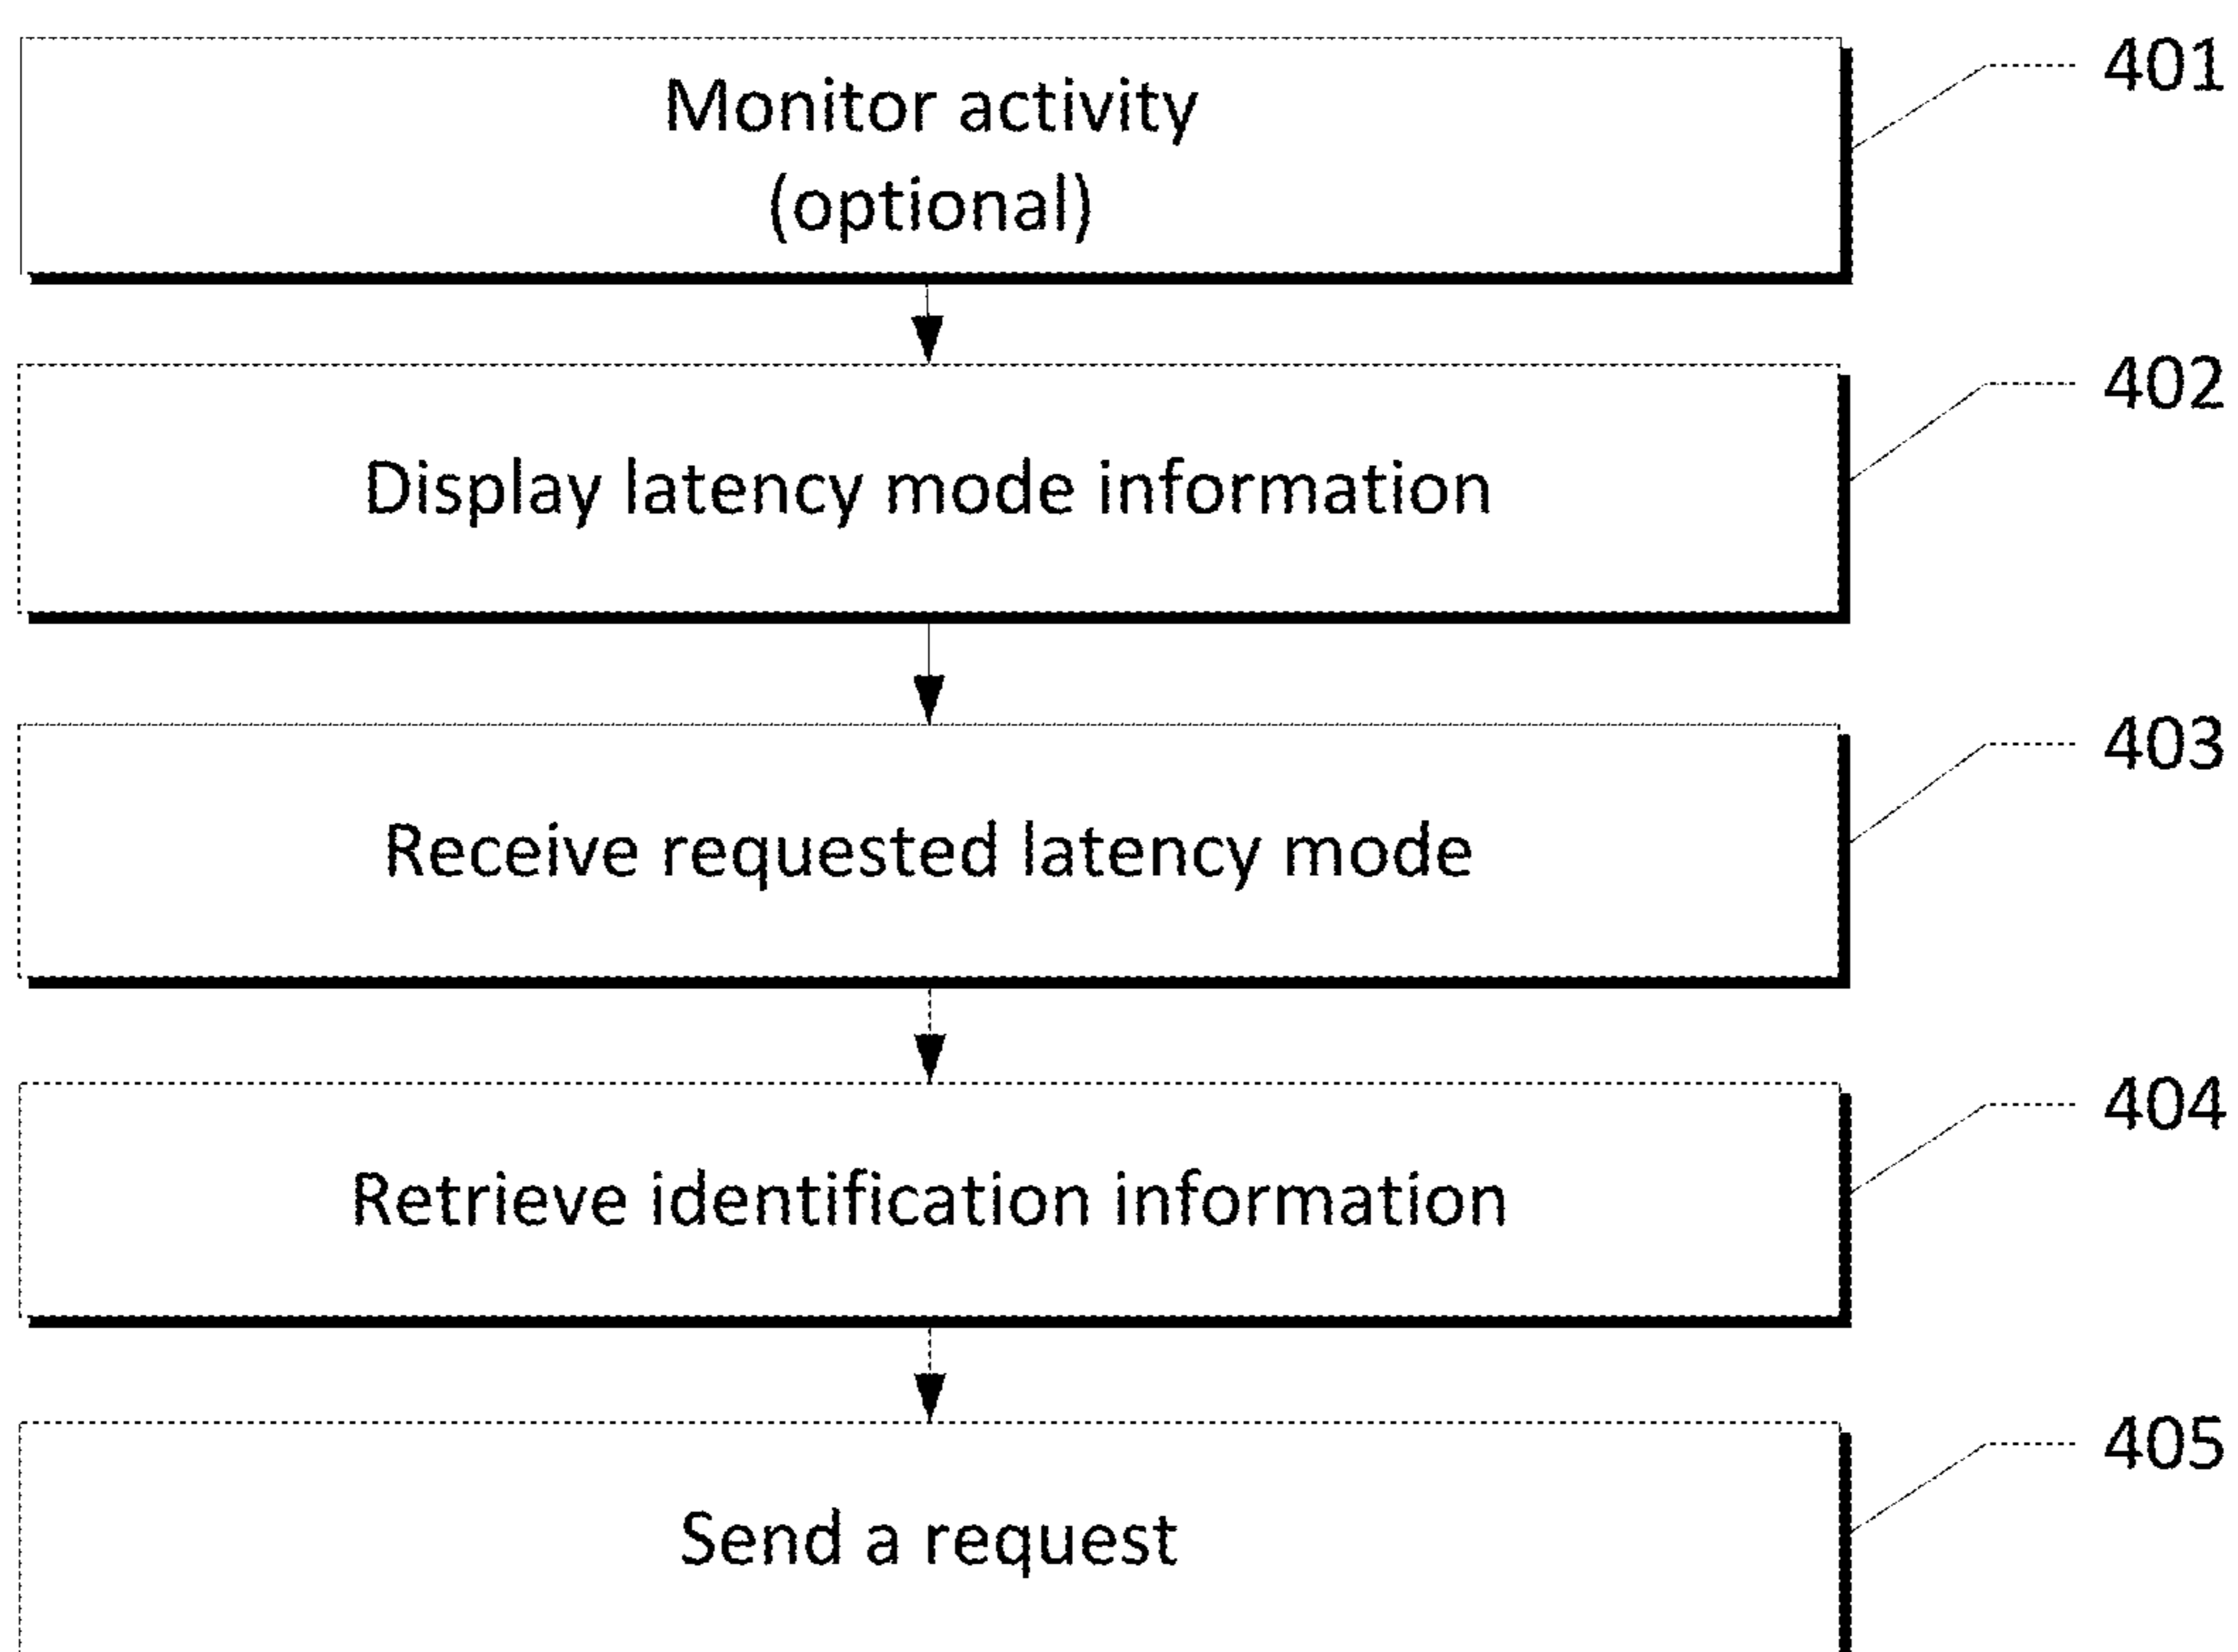 Monitor activity
(optional)
401
Display latency mode information
402
Receive requested latency mode
403
Retrieve identification information
404
Send a request
405